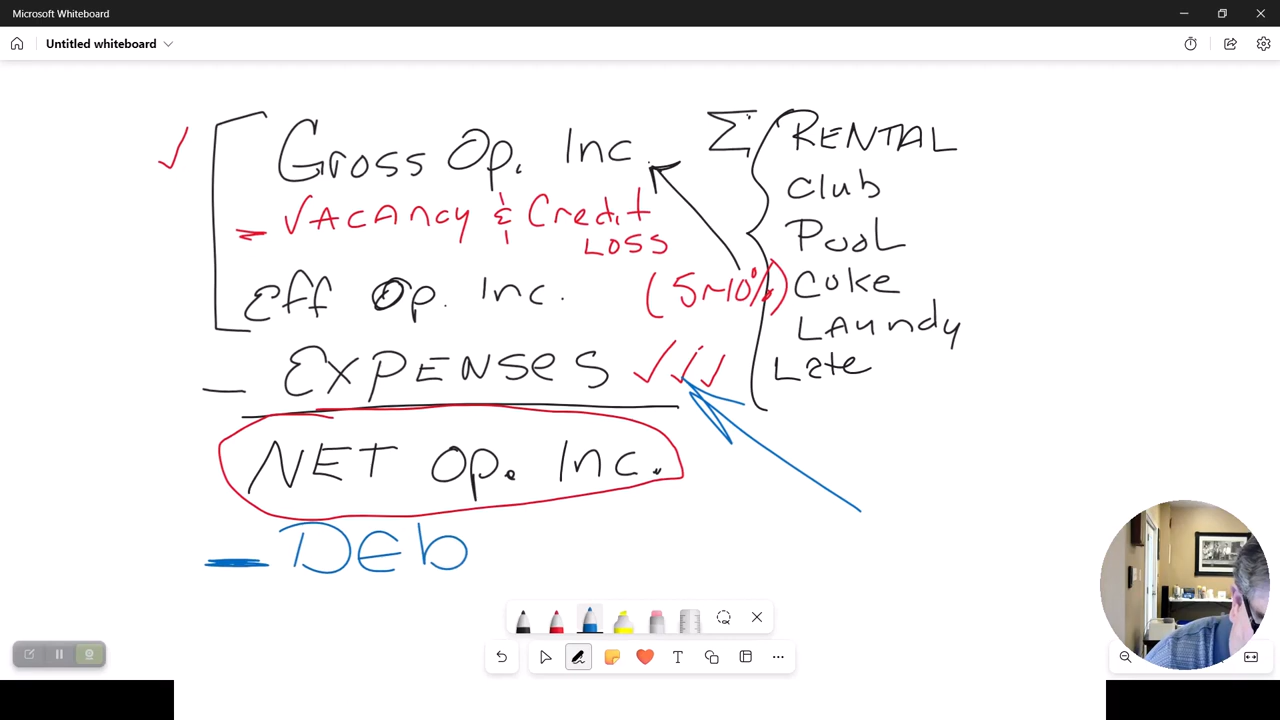 Microsoft Whiteboard
Untitled whiteboard
Gross Op. Inc.
- VACAncy & Credit
LOSS
Eff Op. Inc.
(5~10%)
- EXPENSES
NET Op. Inc.
- DEb
Σ
RENTAL
Club
Pool
Coke
LAundy
Late
T